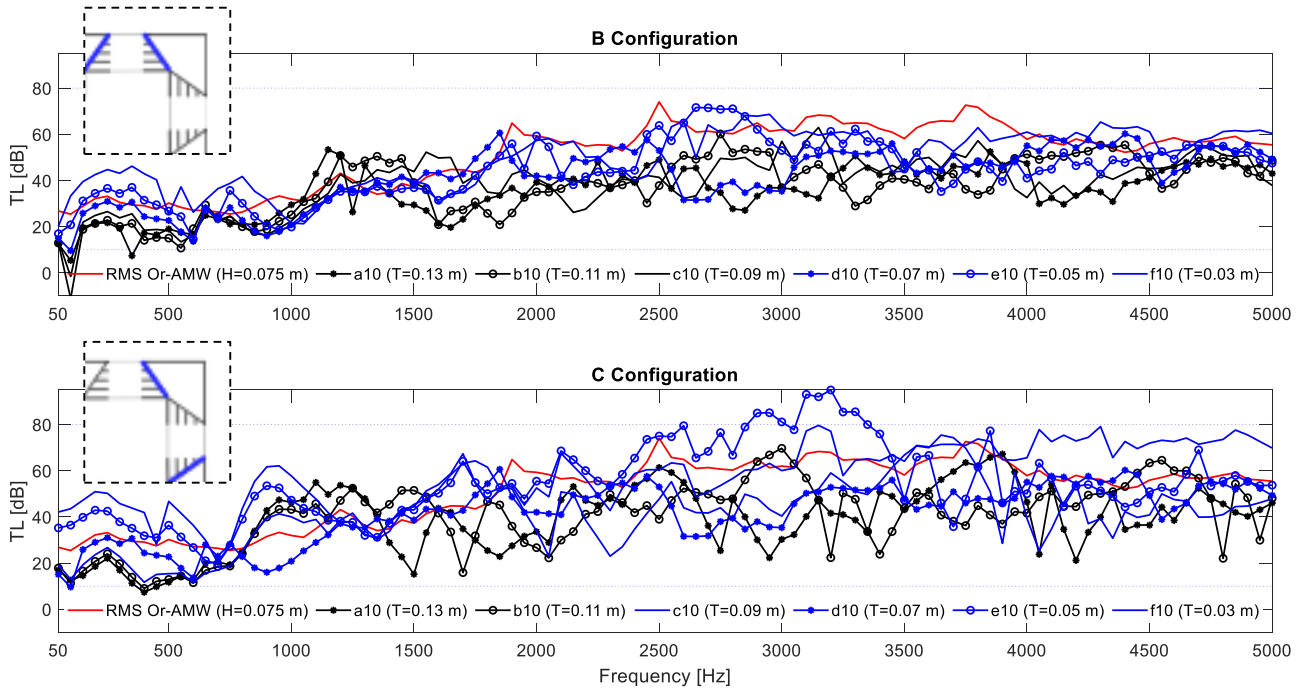 B Configuration
80
60
40
20
0
TL [dB]
RMS Or-AMW (H=0.075 m) a10 (T=0.13 m) b10 (T=0.11 m) c10 (T=0.09 m) d10 (T=0.07 m) e10 (T=0.05 m) f10 (T=0.03 m)
50 500 1000 1500 2000 2500 3000 3500 4000 4500 5000
C Configuration
80
60
40
20
0
TL [dB]
RMS Or-AMW (H=0.075 m) a10 (T=0.13 m) b10 (T=0.11 m) c10 (T=0.09 m) d10 (T=0.07 m) e10 (T=0.05 m) f10 (T=0.03 m)
50 500 1000 1500 2000 2500 3000 3500 4000 4500 5000
Frequency [Hz]